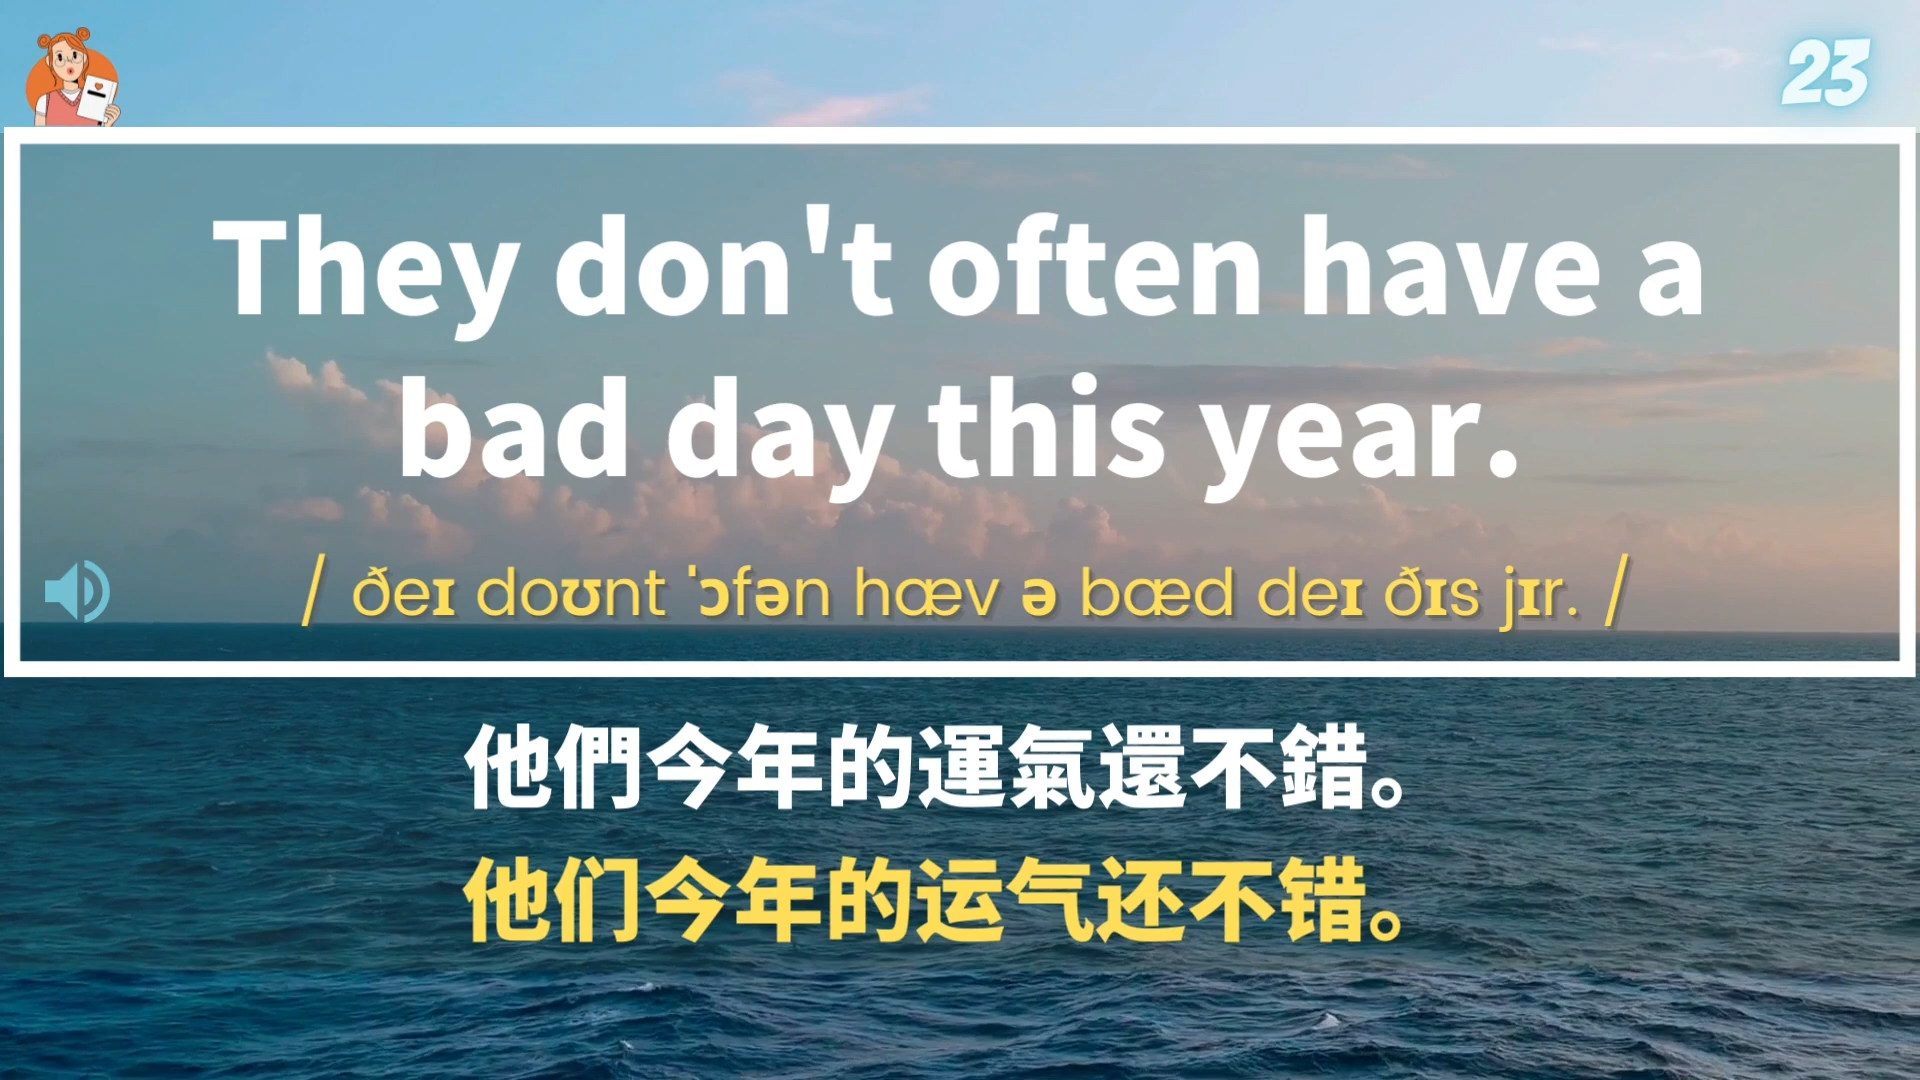 23
They don't often have a
bad day this year.
/ ðeɪ doʊnt ˈɔfən hæv ə bæd deɪ ðɪs jɪr. /
他們今年的運氣還不錯。
他们今年的运气还不错。